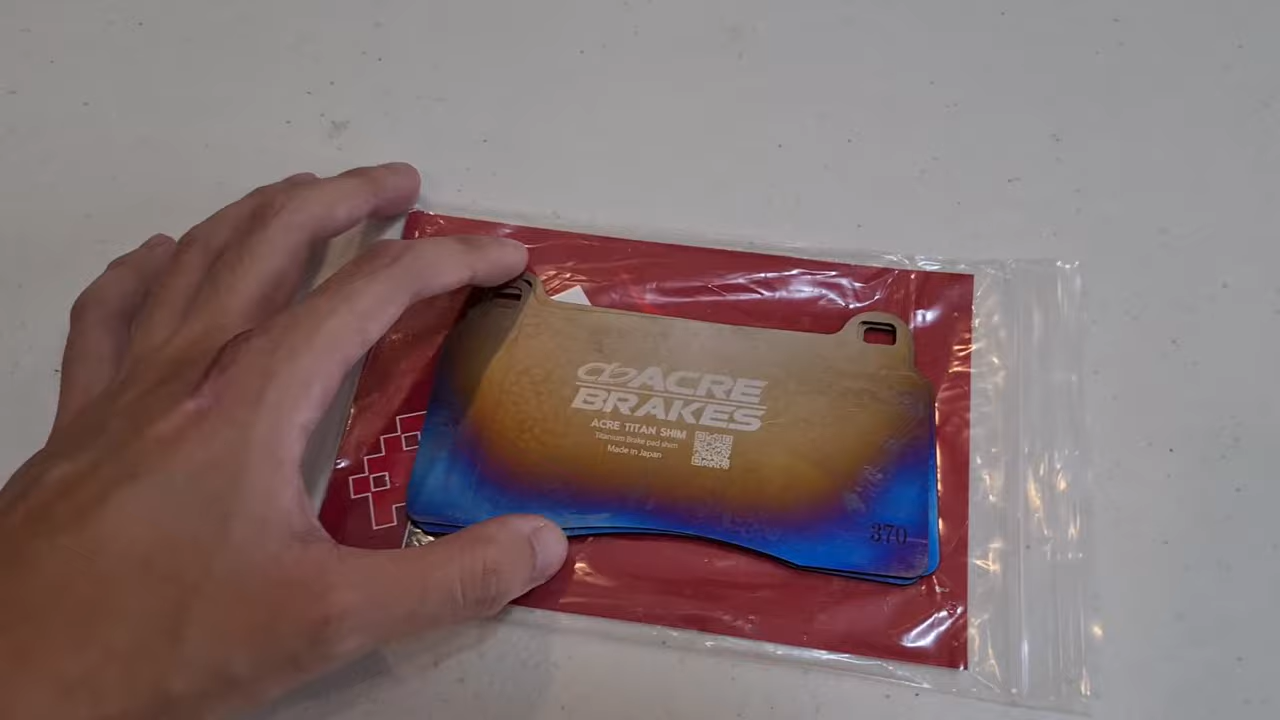 ACRE
BRAKES
ACRE TITAN SHIM
Titanium Brake pad shim
Made in Japan
370